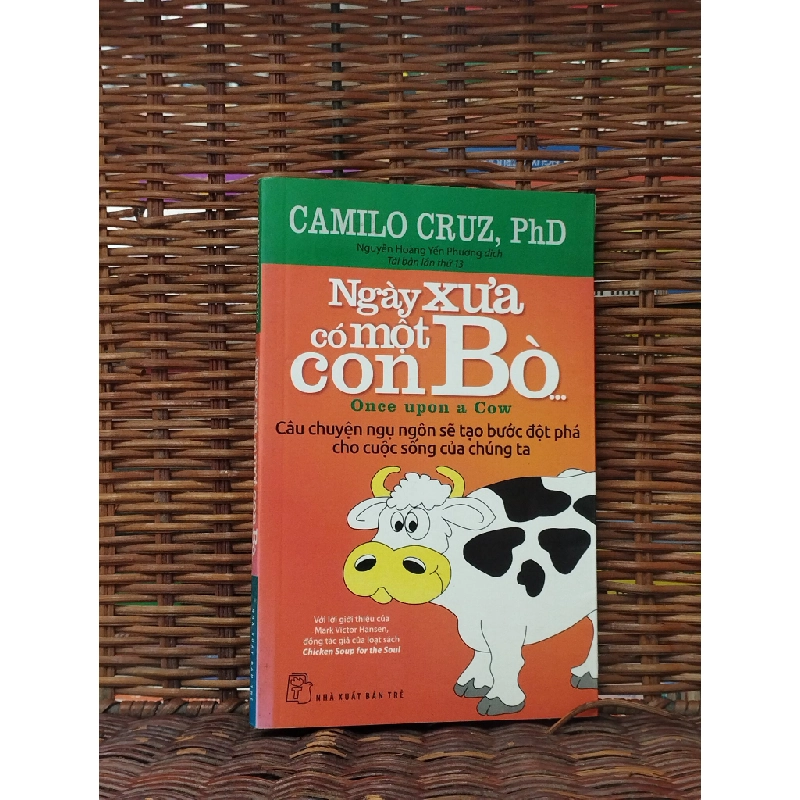 CAMILO CRUZ, PhD
Nguyễn Hoàng Yến Phương dịch
Tái bản lần thứ 13
Ngày xưa
có một
con Bò...
Once upon a Cow
Câu chuyện ngụ ngôn sẽ tạo bước đột phá
cho cuộc sống của chúng ta
Với lời giới thiệu của
Mark Victor Hansen,
đồng tác giả của loạt sách
Chicken Soup for the Soul
NHÀ XUẤT BẢN TRẺ